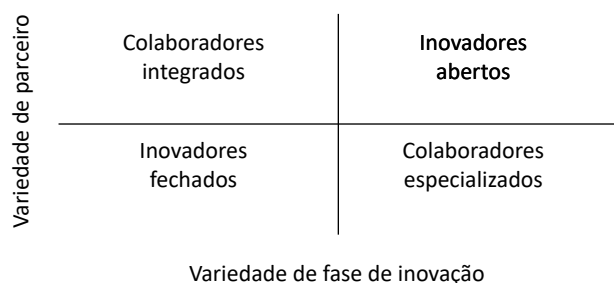 Variedade de parceiro
Colaboradores
integrados
Inovadores
abertos
Inovadores
fechados
Colaboradores
especializados
Variedade de fase de inovação